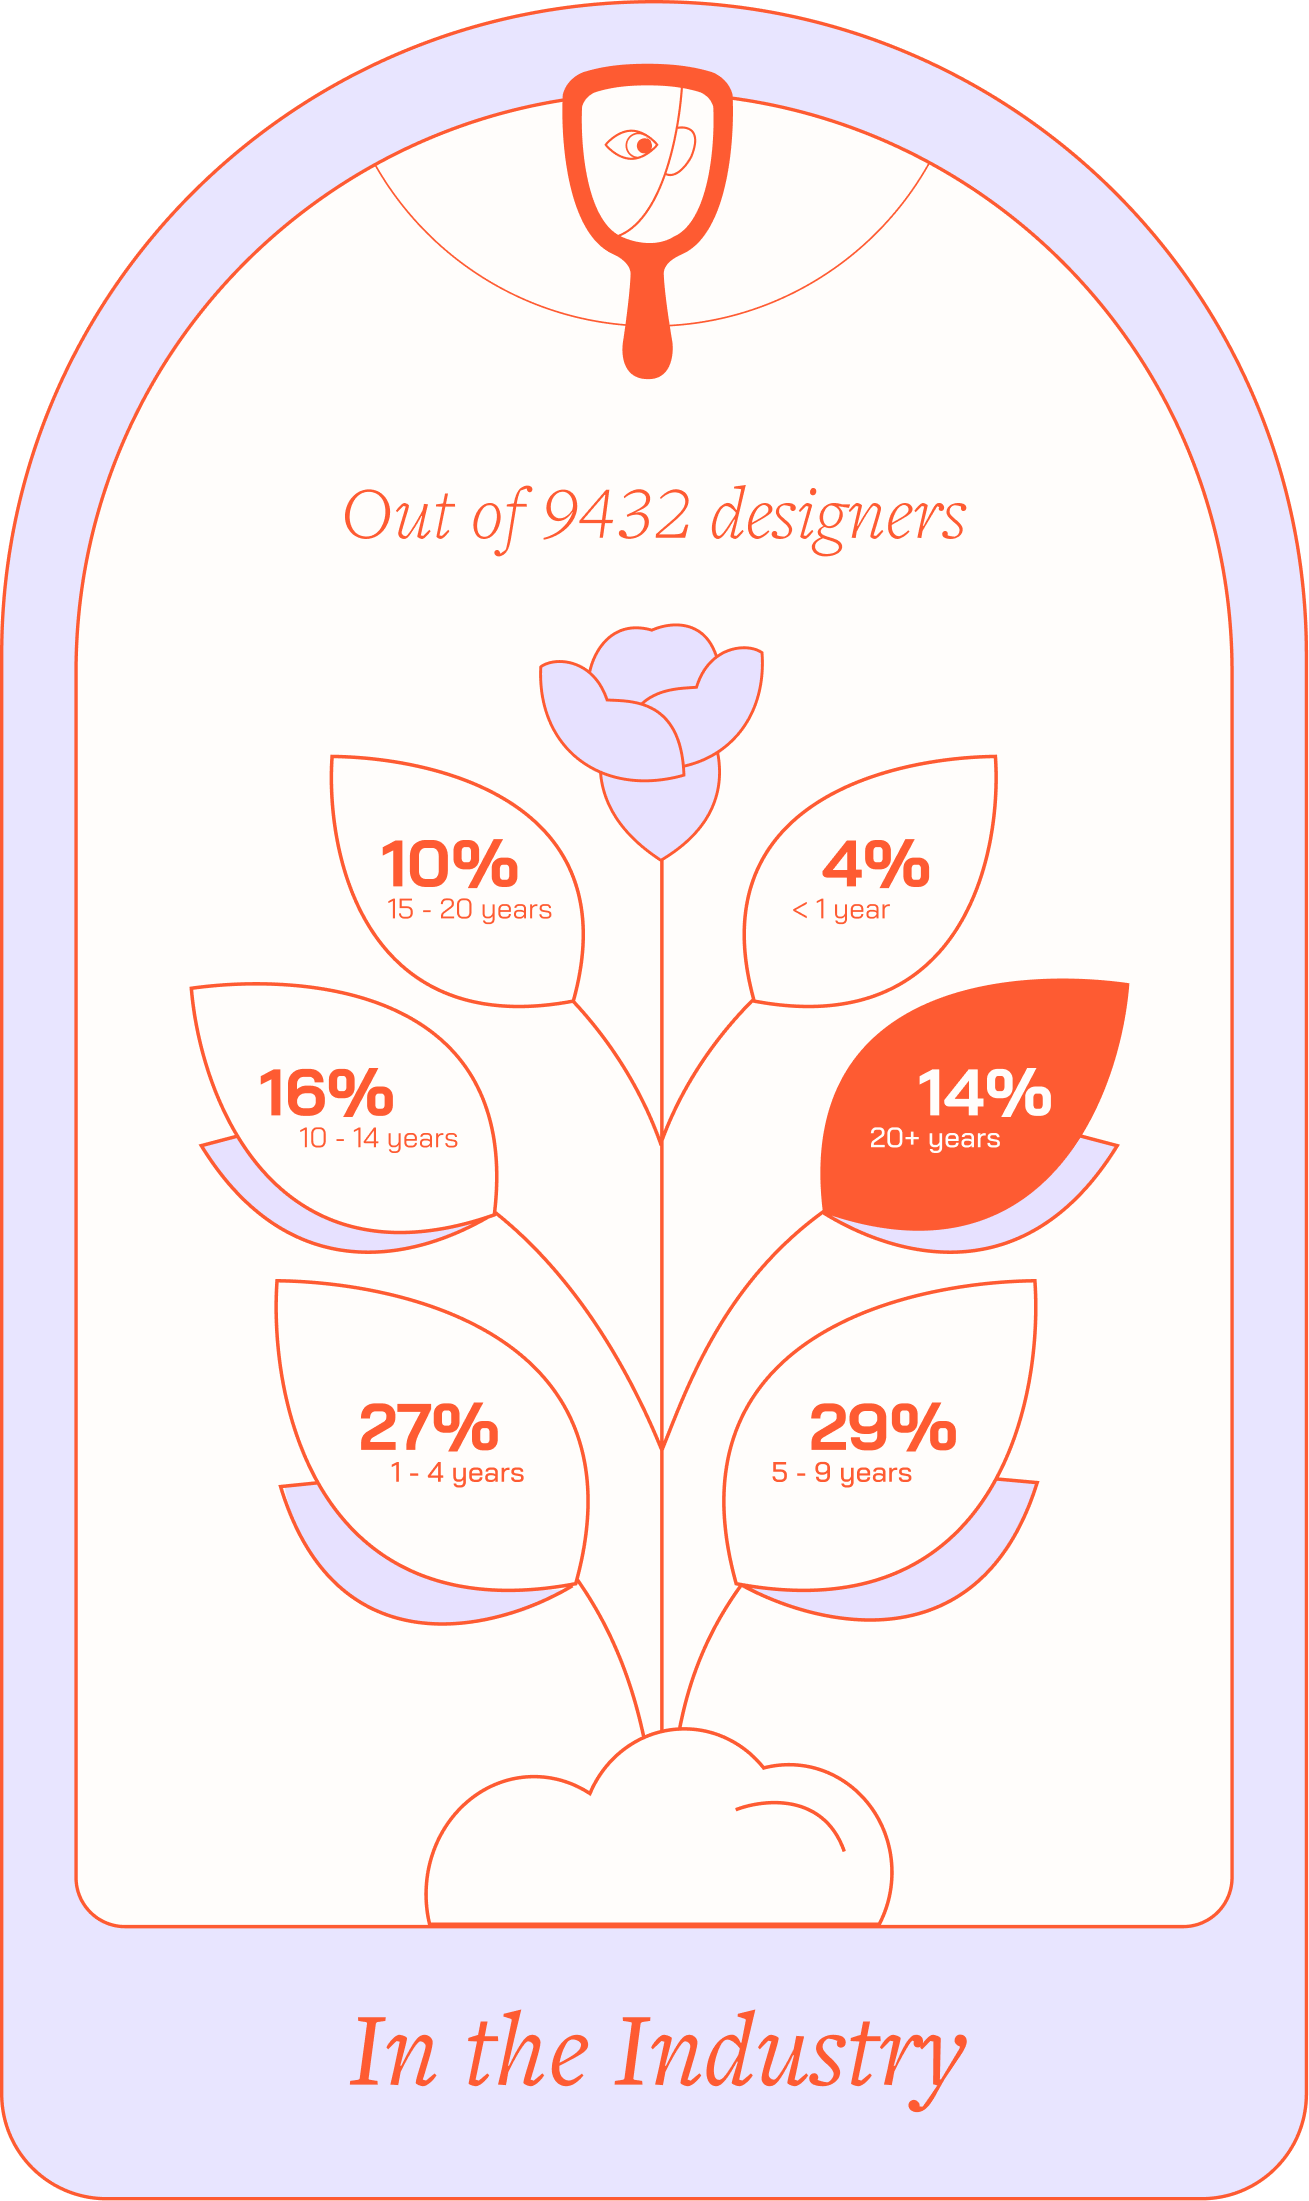 Out of 9432 designers
10%
15 - 20 years
4%
< 1 year
16%
10 - 14 years
14%
20+ years
27%
1 - 4 years
29%
5 - 9 years
In the Industry